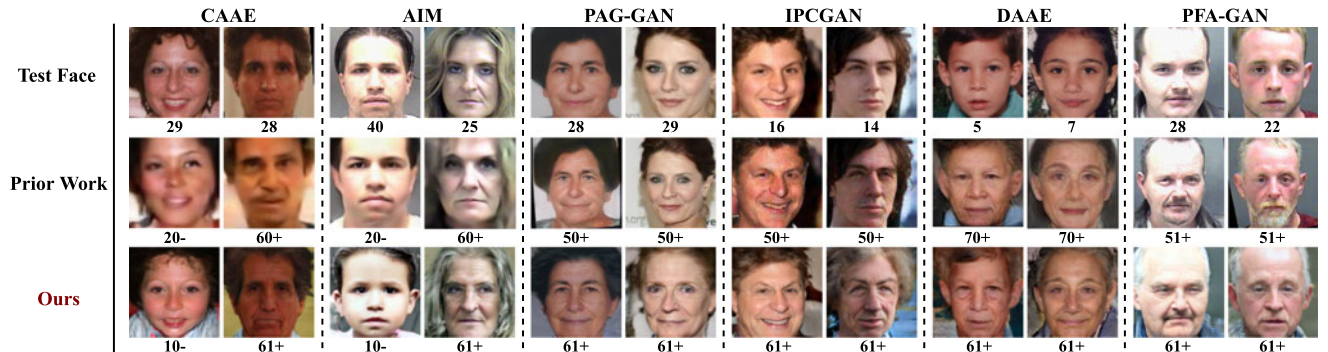 CAAE AIM PAG-GAN IPCGAN DAAE PFA-GAN
Test Face
29 28 40 25 28 29 16 14 5 7 28 22
Prior Work
20- 60+ 20- 60+ 50+ 50+ 50+ 50+ 70+ 70+ 51+ 51+
Ours
10- 61+ 10- 61+ 61+ 61+ 61+ 61+ 61+ 61+ 61+ 61+